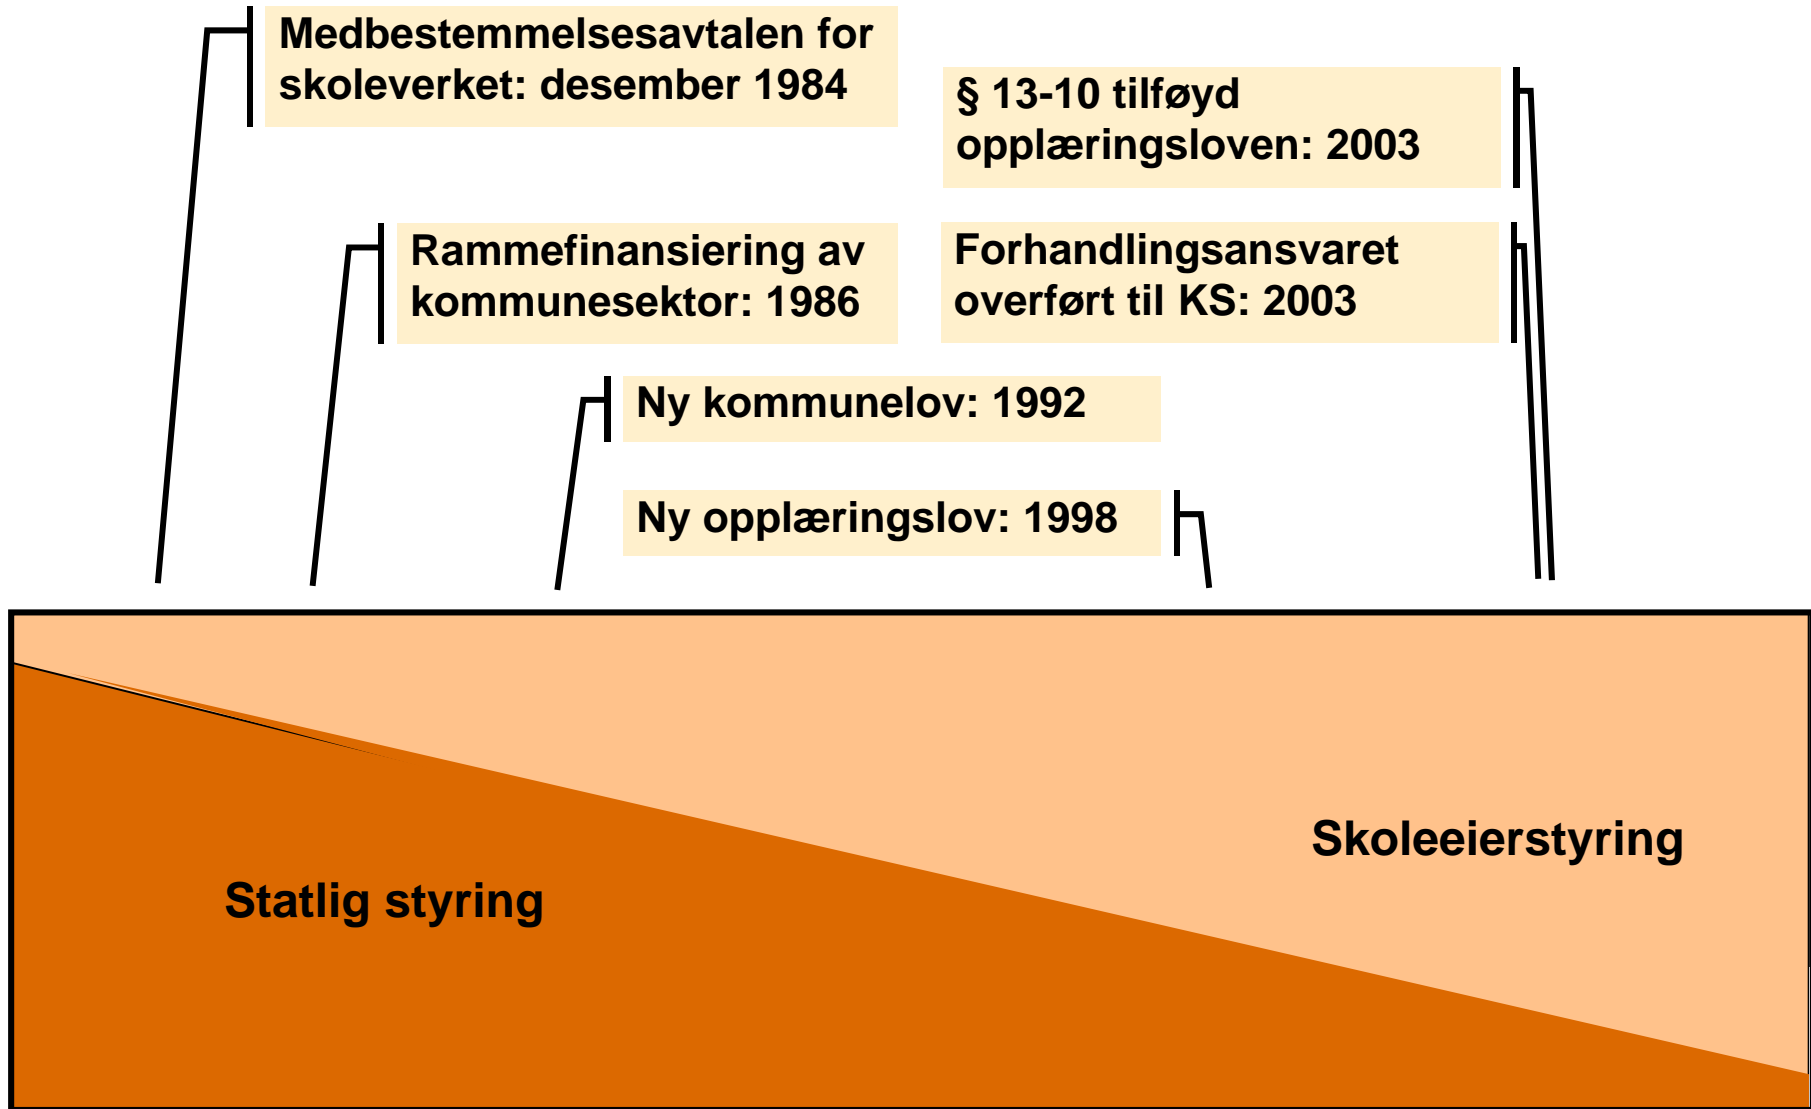 Medbestemmelsesavtalen for
skoleverket: desember 1984
§ 13-10 tilføyd
opplæringsloven: 2003
Rammefinansiering av
kommunesektor: 1986
Forhandlingsansvaret
overført til KS: 2003
Ny kommunelov: 1992
Ny opplæringslov: 1998
Skoleeierstyring
Statlig styring